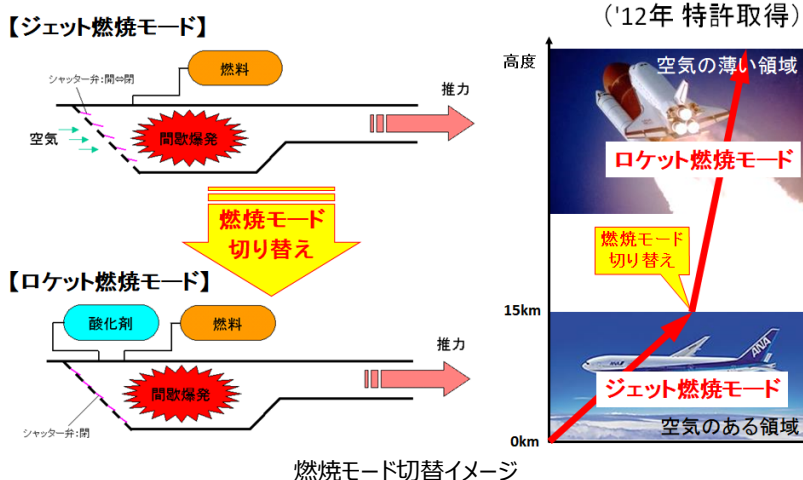 ('12年 特許取得)
【ジェット燃焼モード】
シャッター弁:開⇔閉
燃料
空気
間歇爆発
推力
燃焼モード
切り替え
【ロケット燃焼モード】
酸化剤
燃料
間歇爆発
推力
シャッター弁:閉
高度
空気の薄い領域
ロケット燃焼モード
燃焼モード
切り替え
15km
ANA
ANA
ジェット燃焼モード
空気のある領域
0km
燃焼モード切替イメージ